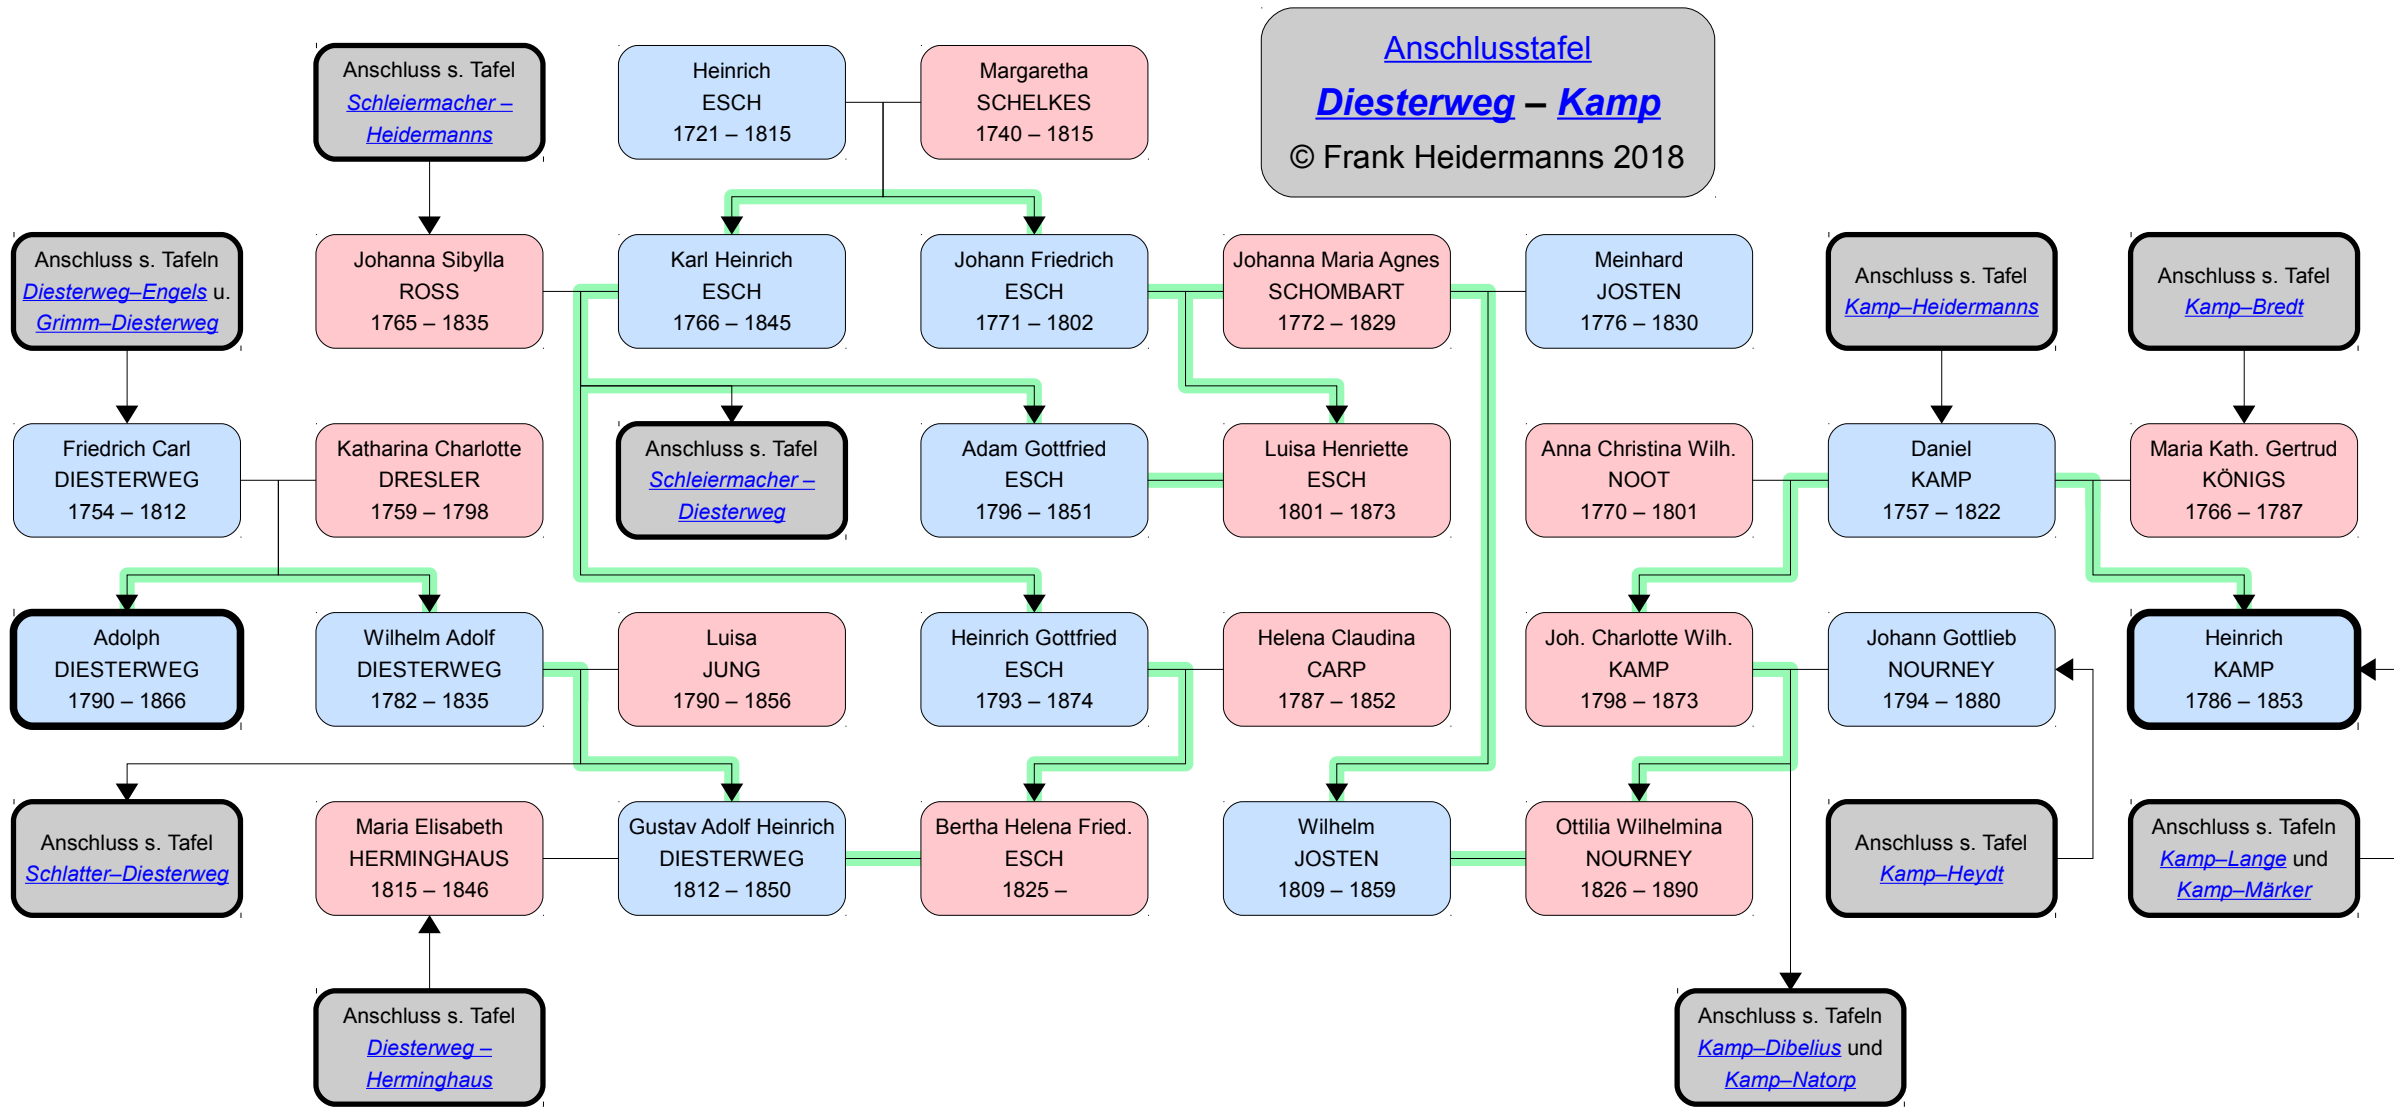 Anschlusstafel
Diesterweg – Kamp
© Frank Heidermanns 2018
Anschluss s. Tafel
Schleiermacher –
Heidermanns
Heinrich
ESCH
1721 – 1815
Margaretha
SCHELKES
1740 – 1815
Anschluss s. Tafeln
Diesterweg–Engels u.
Grimm–Diesterweg
Johanna Sibylla
ROSS
1765 – 1835
Karl Heinrich
ESCH
1766 – 1845
Johann Friedrich
ESCH
1771 – 1802
Johanna Maria Agnes
SCHOMBART
1772 – 1829
Meinhard
JOSTEN
1776 – 1830
Anschluss s. Tafel
Kamp–Heidermanns
Anschluss s. Tafel
Kamp–Bredt
Friedrich Carl
DIESTERWEG
1754 – 1812
Katharina Charlotte
DRESLER
1759 – 1798
Anschluss s. Tafel
Schleiermacher –
Diesterweg
Adam Gottfried
ESCH
1796 – 1851
Luisa Henriette
ESCH
1801 – 1873
Anna Christina Wilh.
NOOT
1770 – 1801
Daniel
KAMP
1757 – 1822
Maria Kath. Gertrud
KÖNIGS
1766 – 1787
Adolph
DIESTERWEG
1790 – 1866
Wilhelm Adolf
DIESTERWEG
1782 – 1835
Luisa
JUNG
1790 – 1856
Heinrich Gottfried
ESCH
1793 – 1874
Helena Claudina
CARP
1787 – 1852
Joh. Charlotte Wilh.
KAMP
1798 – 1873
Johann Gottlieb
NOURNEY
1794 – 1880
Heinrich
KAMP
1786 – 1853
Anschluss s. Tafel
Schlatter–Diesterweg
Maria Elisabeth
HERMINGHAUS
1815 – 1846
Gustav Adolf Heinrich
DIESTERWEG
1812 – 1850
Bertha Helena Fried.
ESCH
1825 –
Wilhelm
JOSTEN
1809 – 1859
Ottilia Wilhelmina
NOURNEY
1826 – 1890
Anschluss s. Tafel
Kamp–Heydt
Anschluss s. Tafeln
Kamp–Lange und
Kamp–Märker
Anschluss s. Tafel
Diesterweg –
Herminghaus
Anschluss s. Tafeln
Kamp–Dibelius und
Kamp–Natorp